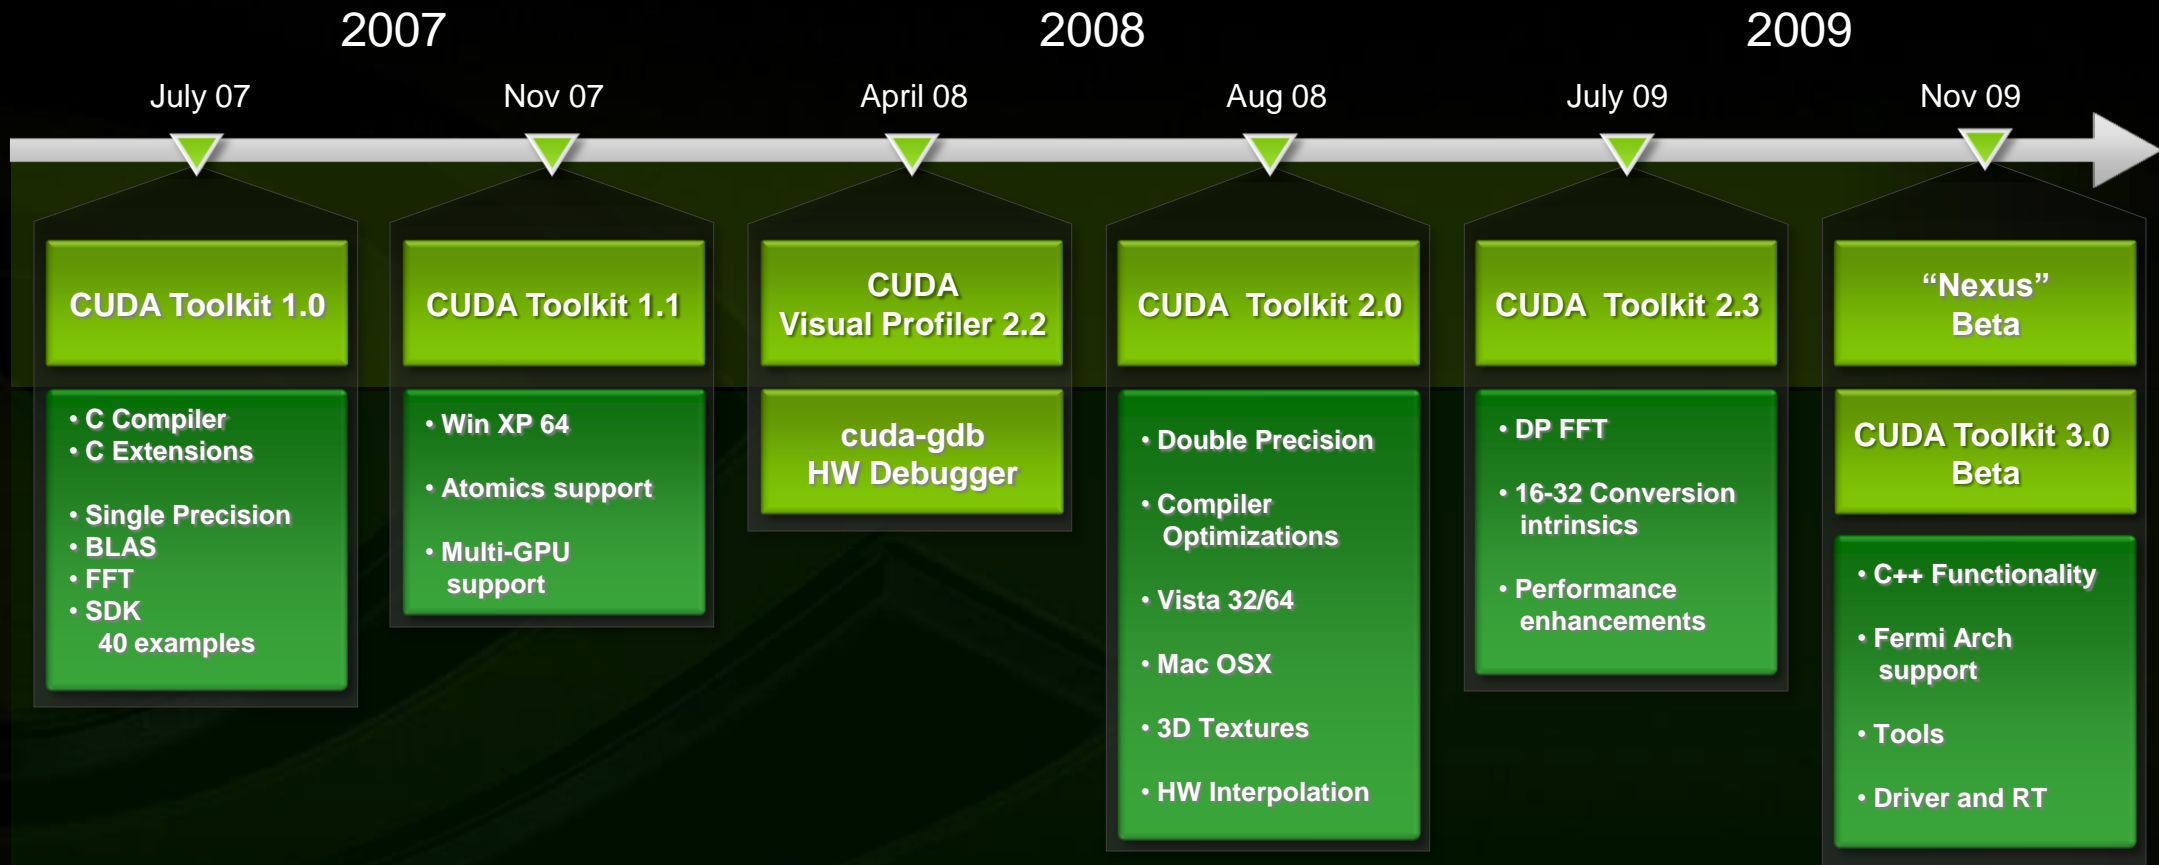 2007
2008
2009
July 07
Nov 07
April 08
Aug 08
July 09
Nov 09
CUDA Toolkit 1.0
• C Compiler
• C Extensions
• Single Precision
• BLAS
• FFT
• SDK
40 examples
CUDA Toolkit 1.1
• Win XP 64
• Atomics support
• Multi-GPU
support
CUDA
Visual Profiler 2.2
cuda-gdb
HW Debugger
CUDA Toolkit 2.0
• Double Precision
• Compiler
Optimizations
• Vista 32/64
• Mac OSX
• 3D Textures
• HW Interpolation
CUDA Toolkit 2.3
• DP FFT
• 16-32 Conversion
intrinsics
• Performance
enhancements
“Nexus”
Beta
CUDA Toolkit 3.0
Beta
• C++ Functionality
• Fermi Arch
support
• Tools
• Driver and RT